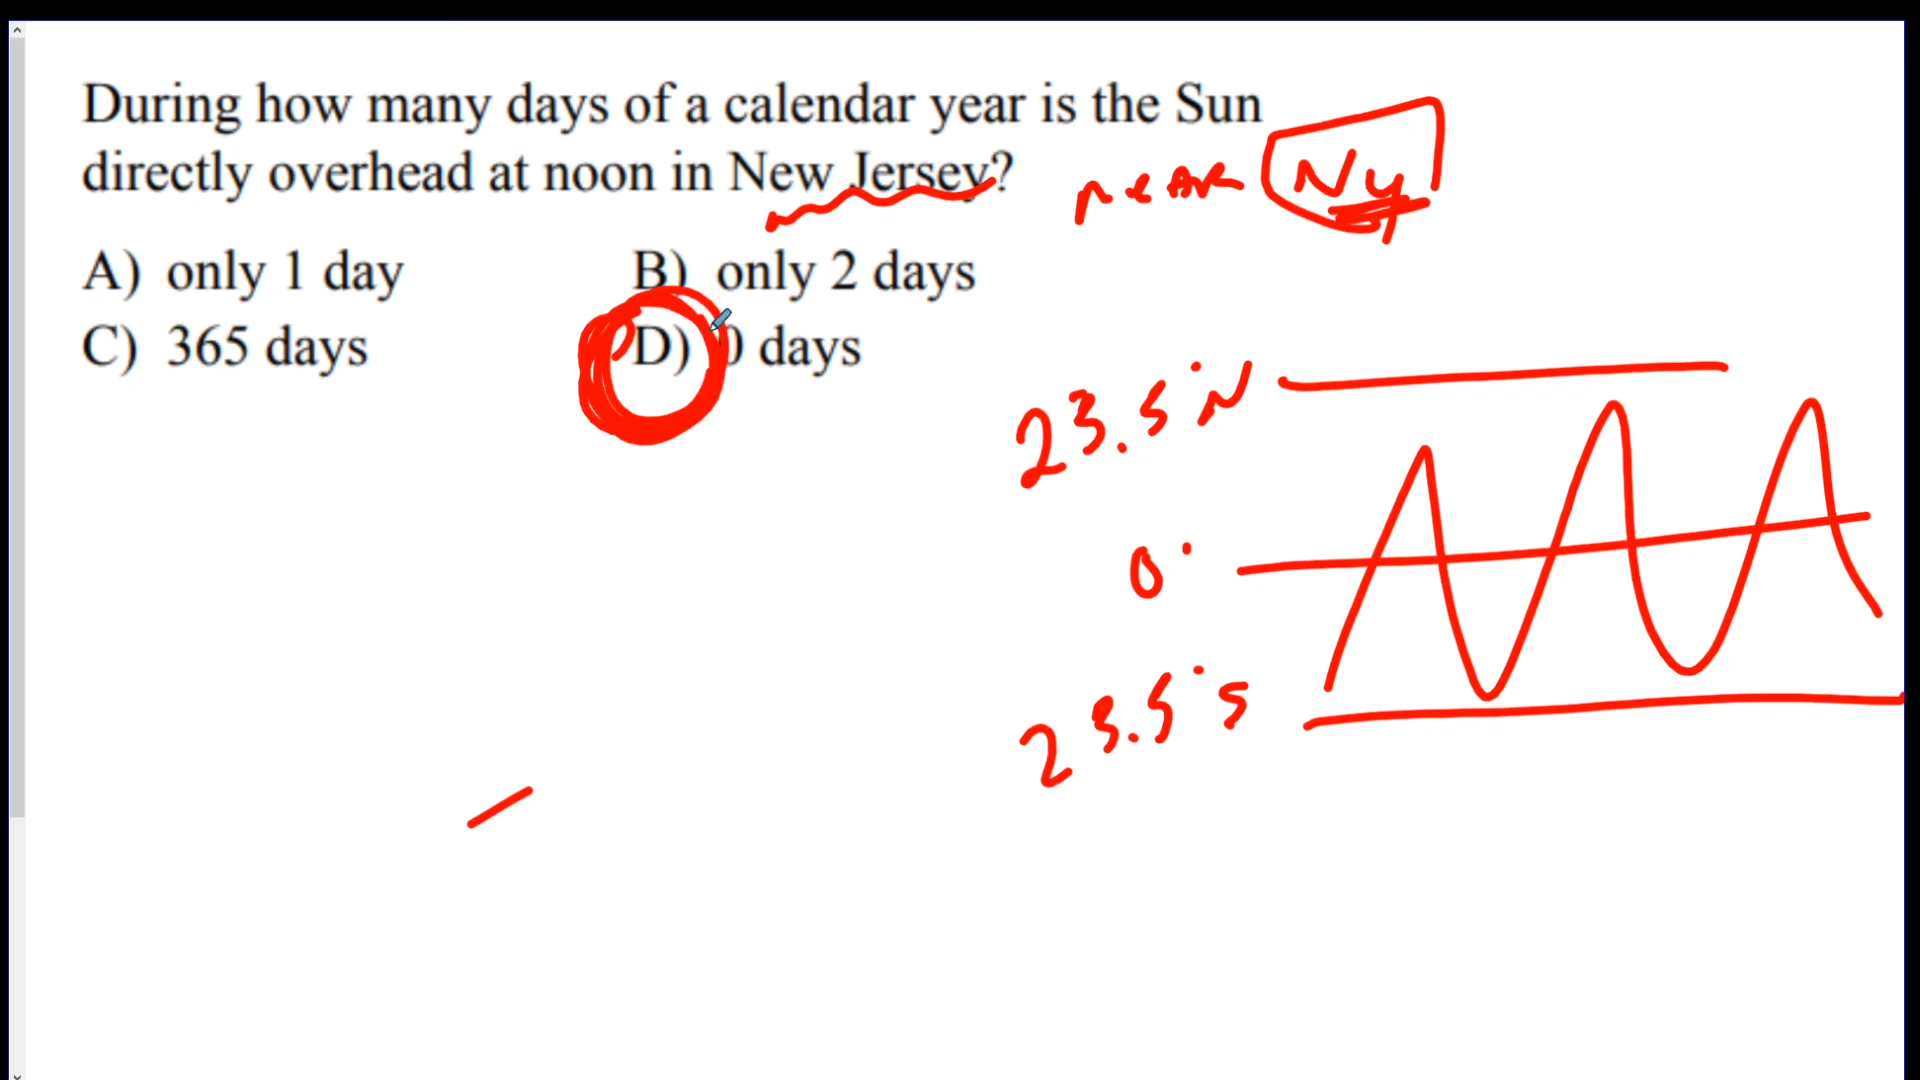 During how many days of a calendar year is the Sun
directly overhead at noon in New Jersey?
near Ny
A) only 1 day B) only 2 days
C) 365 days D) 0 days
23.5°N
0°
23.5°S